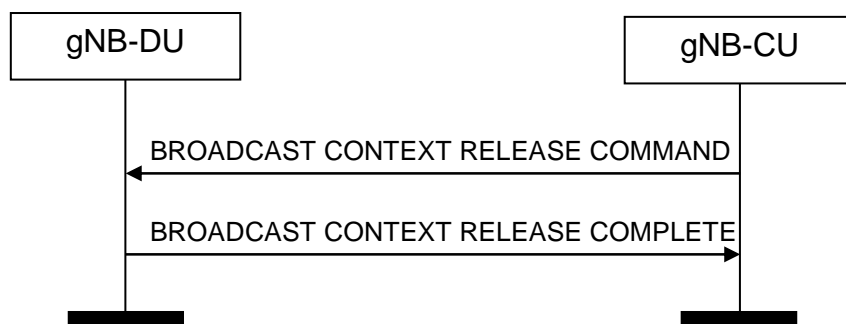 gNB-DU
gNB-CU
BROADCAST CONTEXT RELEASE COMMAND
BROADCAST CONTEXT RELEASE COMPLETE